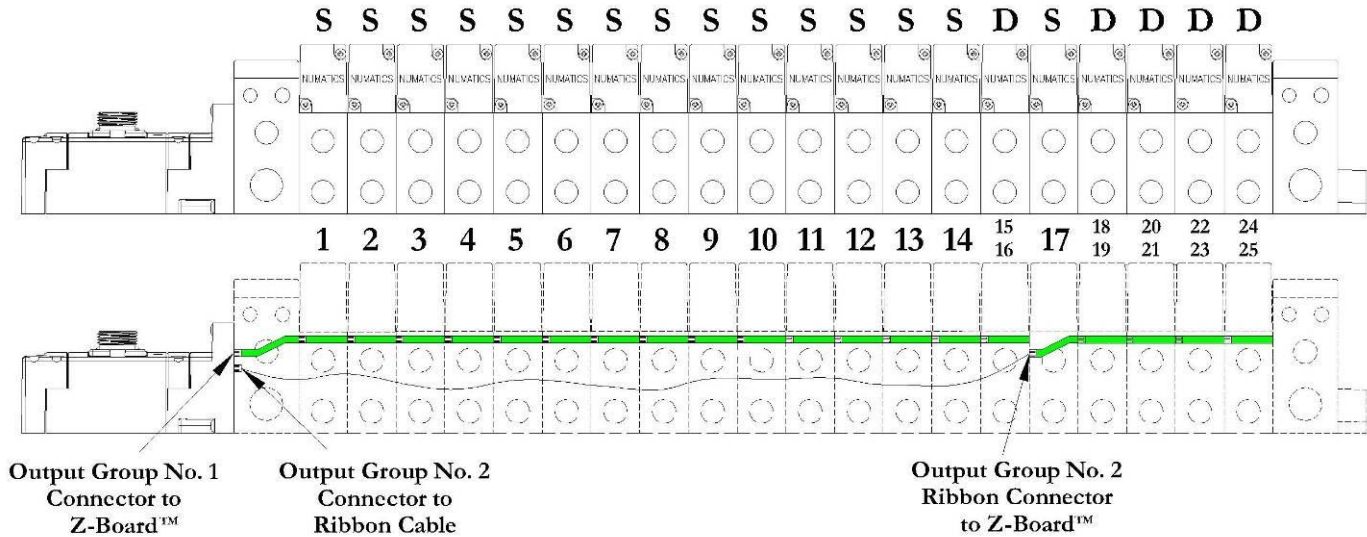 S S S S S S S S S S S S S S D S D D D D
NUMATICS NUMATICS NUMATICS NUMATICS NUMATICS NUMATICS NUMATICS NUMATICS NUMATICS NUMATICS NUMATICS NUMATICS NUMATICS NUMATICS NUMATICS NUMATICS NUMATICS NUMATICS NUMATICS NUMATICS
1 2 3 4 5 6 7 8 9 10 11 12 13 14 15 17 18 20 22 24
16 19 21 23 25
Output Group No. 1
Connector to
Z-Board™
Output Group No. 2
Connector to
Ribbon Cable
Output Group No. 2
Ribbon Connector
to Z-Board™